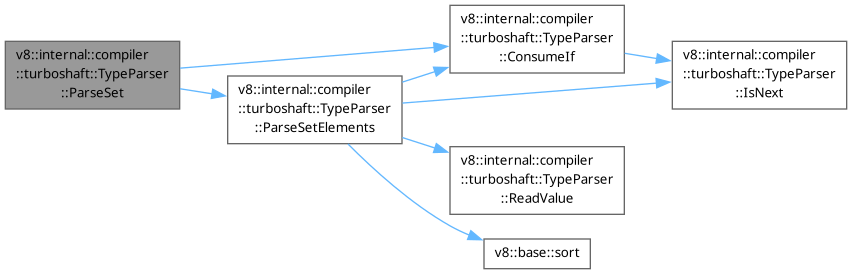 v8::internal::compiler
::turboshaft::TypeParser
::ParseSet
v8::internal::compiler
::turboshaft::TypeParser
::ConsumeIf
v8::internal::compiler
::turboshaft::TypeParser
::ParseSetElements
v8::internal::compiler
::turboshaft::TypeParser
::IsNext
v8::internal::compiler
::turboshaft::TypeParser
::ReadValue
v8::base::sort